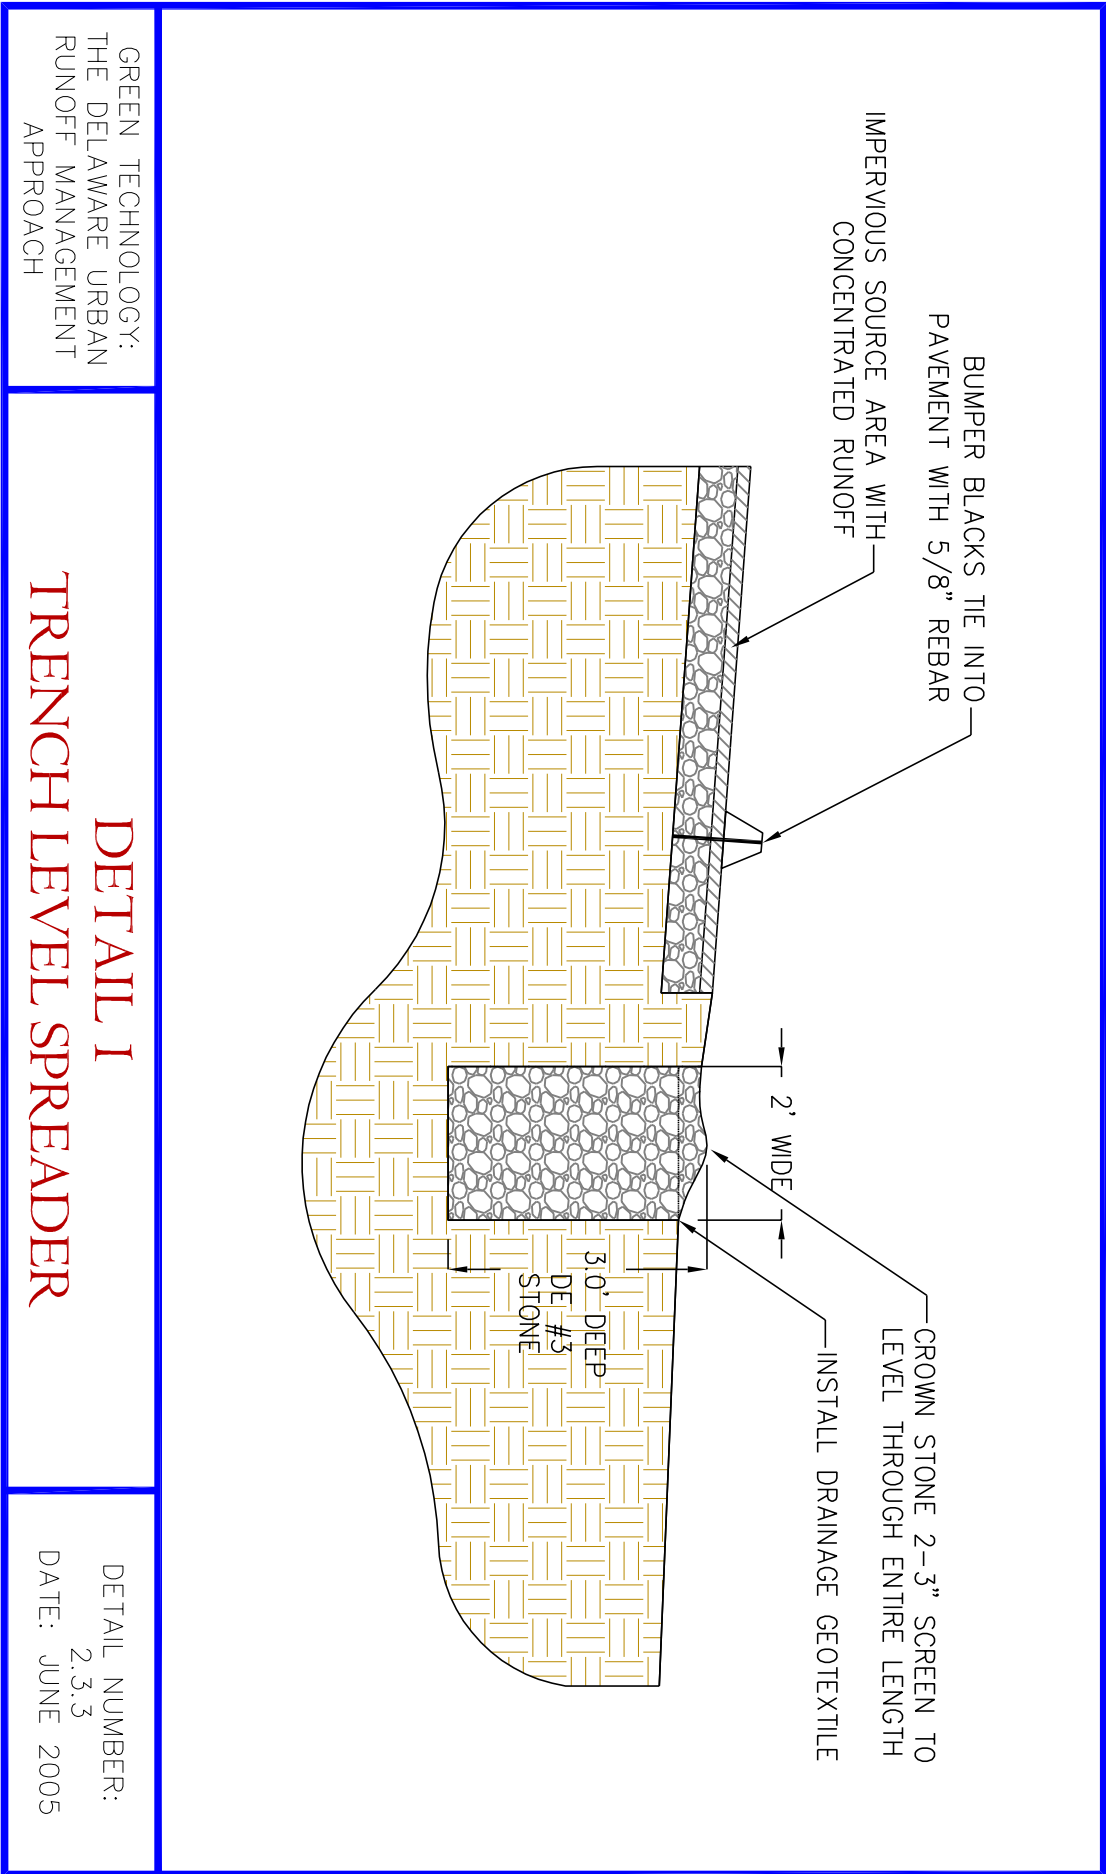 BUMPER BLACKS TIE INTO
PAVEMENT WITH 5/8" REBAR
IMPERVIOUS SOURCE AREA WITH
CONCENTRATED RUNOFF
CROWN STONE 2-3" SCREEN TO
LEVEL THROUGH ENTIRE LENGTH
INSTALL DRAINAGE GEOTEXTILE
2' WIDE
3.0' DEEP
DE #3
STONE
GREEN TECHNOLOGY:
THE DELAWARE URBAN
RUNOFF MANAGEMENT
APPROACH
DETAIL 1
TRENCH LEVEL SPREADER
DETAIL NUMBER:
2.3.3
DATE: JUNE 2005